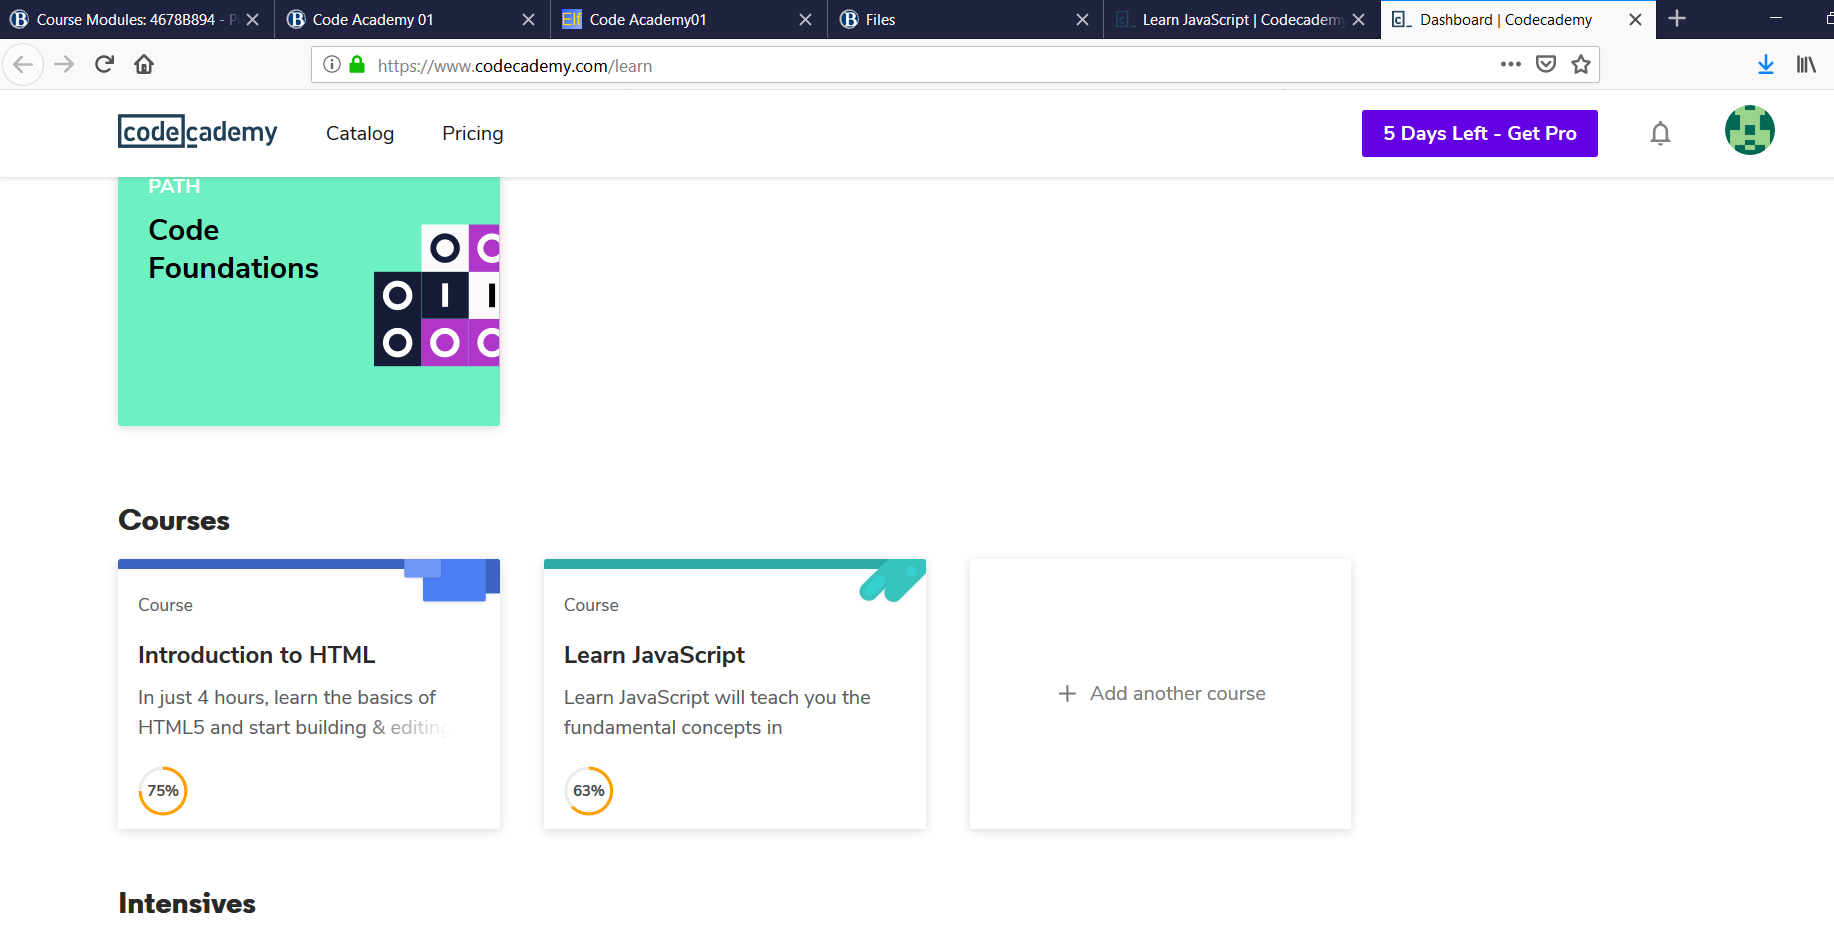 Course Modules: 4678B894 - P
Code Academy 01
Elf
Code Academy01
Files
Learn JavaScript | Codecademy
Dashboard | Codecademy
https://www.codecademy.com/learn
codecademy
Catalog
Pricing
5 Days Left - Get Pro
PATH
Code
Foundations
Courses
Course
Introduction to HTML
In just 4 hours, learn the basics of
HTML5 and start building & editing
75%
Course
Learn JavaScript
Learn JavaScript will teach you the
fundamental concepts in
63%
+ Add another course
Intensives